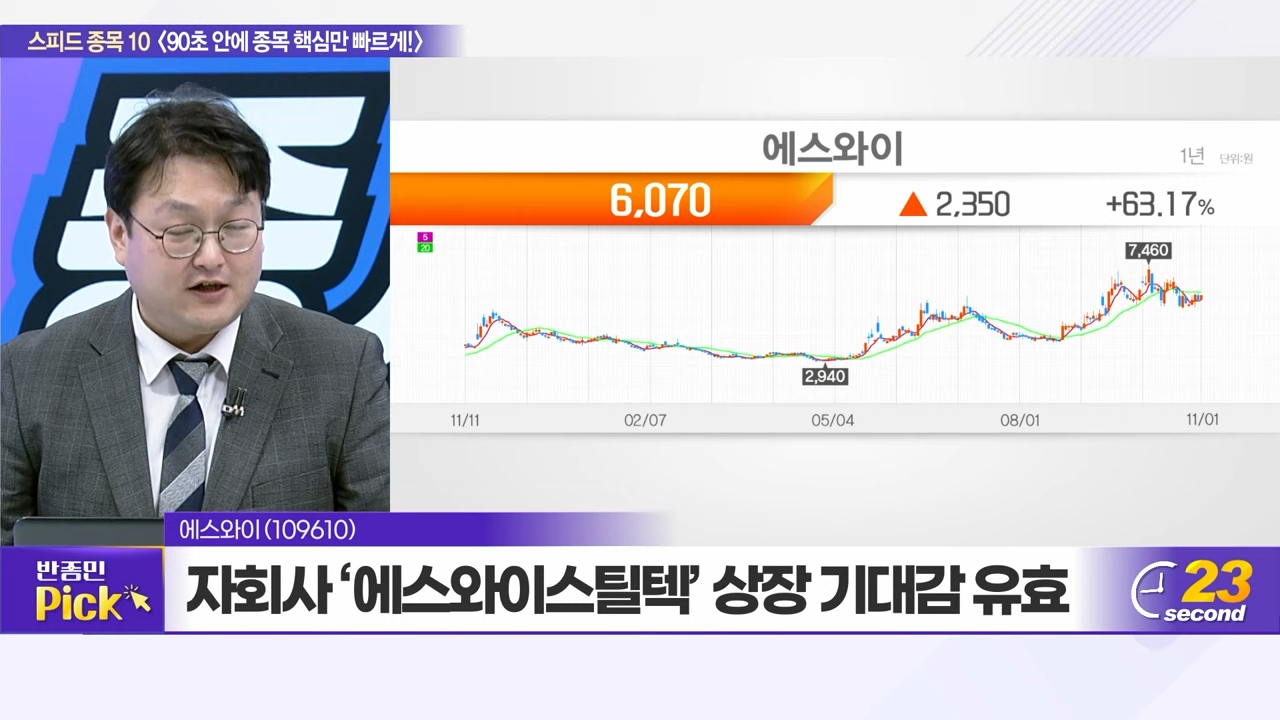 스피드 종목 10 〈90초 안에 종목 핵심만 빠르게!〉
에스와이
1년 단위:원
6,070 ▲ 2,350 +63.17%
5
20
7,460
2,940
11/11 02/07 05/04 08/01 11/01
에스와이 (109610)
반종민
Pick
자회사 ‘에스와이스틸텍’ 상장 기대감 유효
23
second